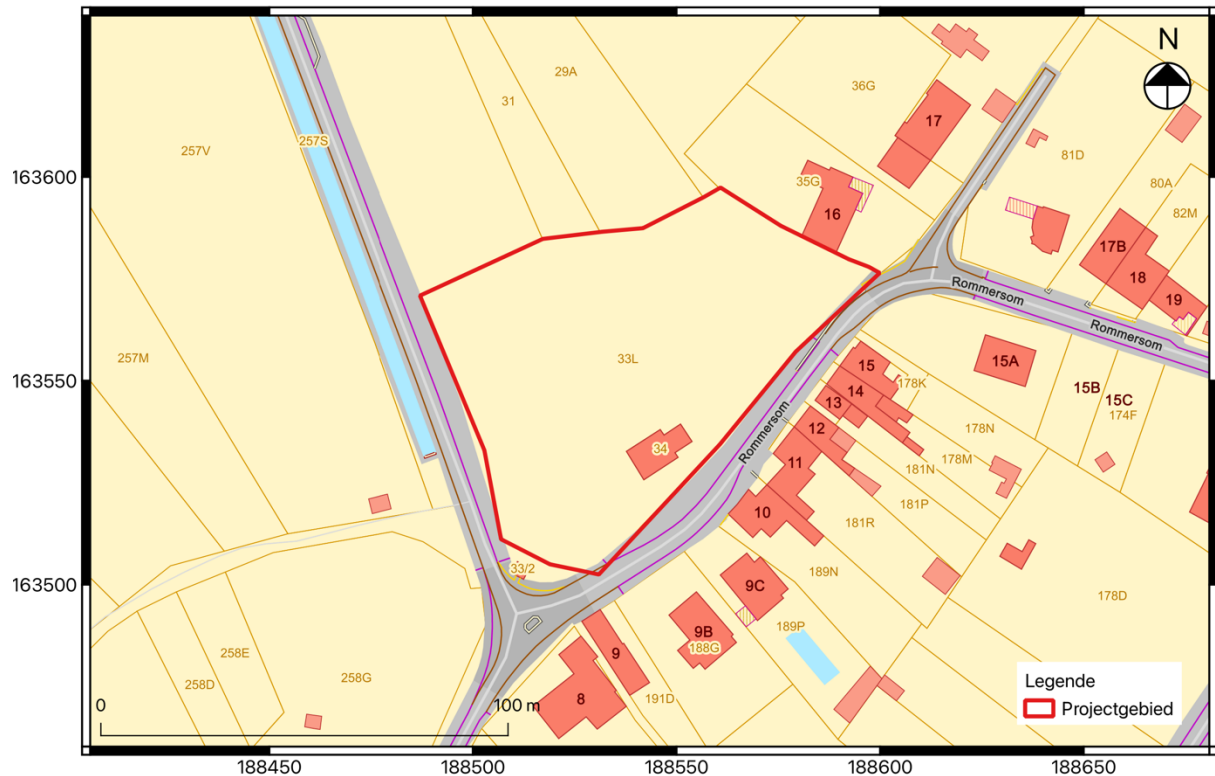 N
29A
36G
31
17
257S
257V
81D
163600
80A
35G
82M
16
17B
18
Rommersom
19
Rommersom
33L
257M
15A
163550
15
178K
15B
14
15C
13
174F
12
178N
Rommersom
34
178M
11
181N
181P
10
181R
163500
33/2
189N
9C
178D
189P
9B
188G
258E
9
258D
258G
191D
8
Legende
Projectgebied
0
100 m
188450
188500
188550
188600
188650